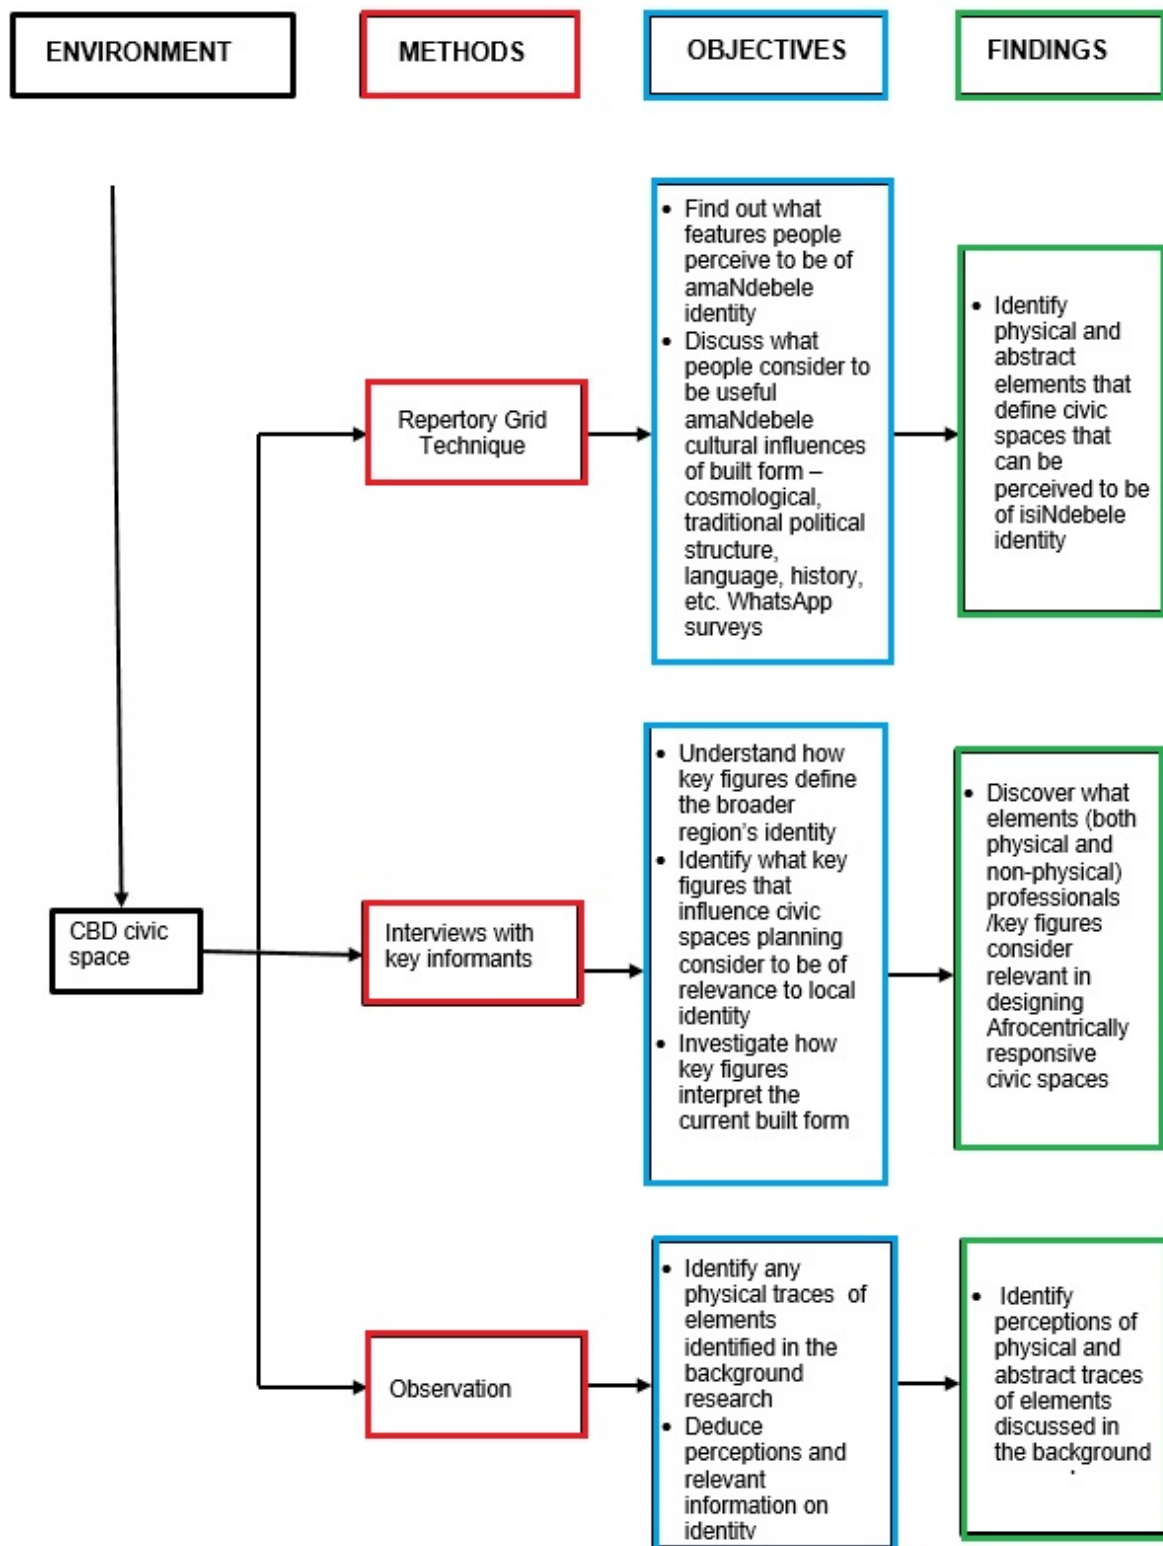 ENVIRONMENT
METHODS
OBJECTIVES
FINDINGS
• Find out what
features people
perceive to be of
amaNdebele
identity
• Discuss what
people consider to
be useful
amaNdebele
cultural influences
of built form –
cosmological,
traditional political
structure,
language, history,
etc. WhatsApp
surveys
• Identify
physical and
abstract
elements that
define civic
spaces that
can be
perceived to be
of isiNdebele
identity
Repertory Grid
Technique
• Understand how
key figures define
the broader
region’s identity
• Identify what key
figures that
influence civic
spaces planning
consider to be of
relevance to local
identity
• Investigate how
key figures
interpret the
current built form
• Discover what
elements (both
physical and
non-physical)
professionals
/key figures
consider
relevant in
designing
Afrocentrically
responsive
civic spaces
CBD civic
space
Interviews with
key informants
• Identify any
physical traces of
elements
identified in the
background
research
• Deduce
perceptions and
relevant
information on
identity
• Identify
perceptions of
physical and
abstract traces
of elements
discussed in
the background
Observation